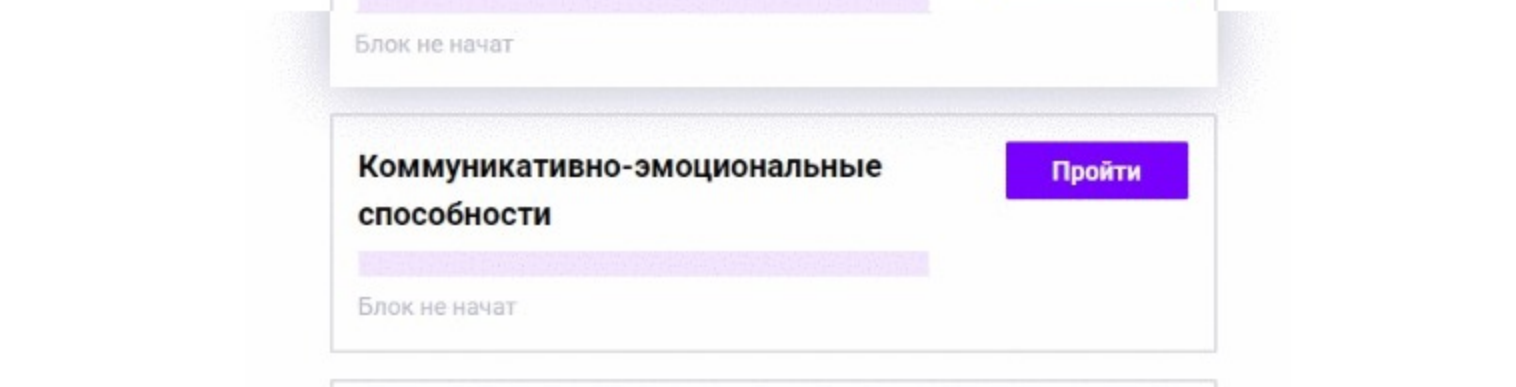 Блок не начат
Коммуникативно-эмоциональные
Пройти
способности
Блок не начат